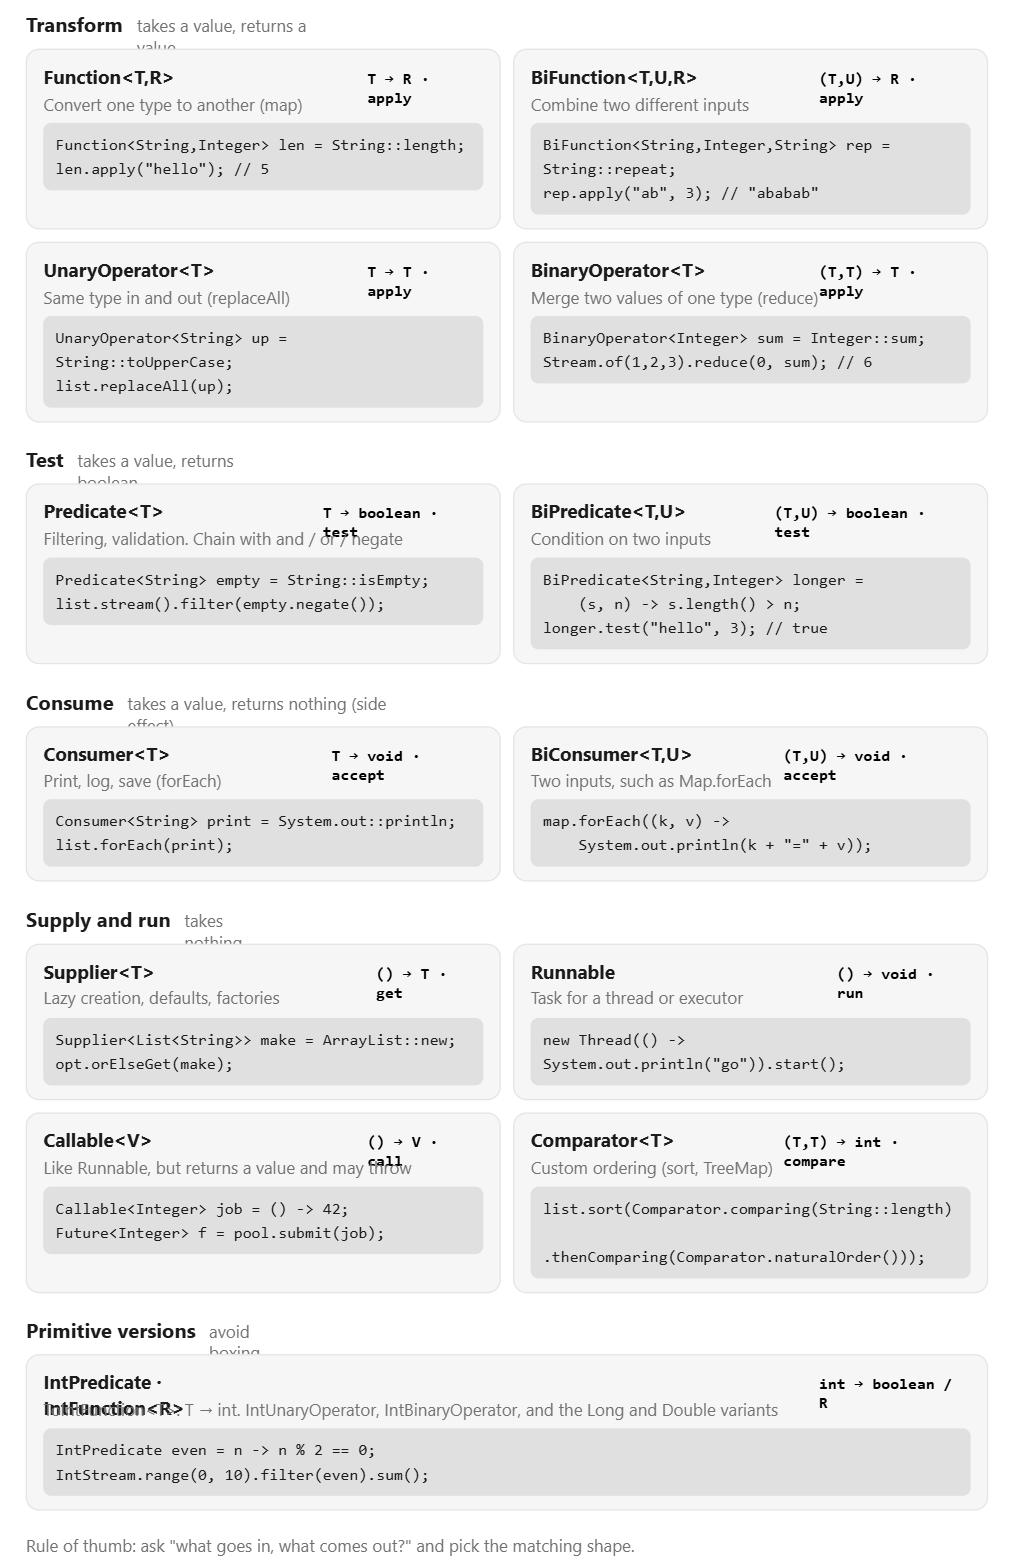 Transform takes a value, returns a
value
Function<T,R> T → R ·
apply
Convert one type to another (map)
Function<String,Integer> len = String::length;
len.apply("hello"); // 5
BiFunction<T,U,R> (T,U) → R ·
apply
Combine two different inputs
BiFunction<String,Integer,String> rep =
String::repeat;
rep.apply("ab", 3); // "ababab"
UnaryOperator<T> T → T ·
apply
Same type in and out (replaceAll)
UnaryOperator<String> up =
String::toUpperCase;
list.replaceAll(up);
BinaryOperator<T> (T,T) → T ·
apply
Merge two values of one type (reduce)
BinaryOperator<Integer> sum = Integer::sum;
Stream.of(1,2,3).reduce(0, sum); // 6
Test takes a value, returns
boolean
Predicate<T> T → boolean ·
test
Filtering, validation. Chain with and / or / negate
Predicate<String> empty = String::isEmpty;
list.stream().filter(empty.negate());
BiPredicate<T,U> (T,U) → boolean ·
test
Condition on two inputs
BiPredicate<String,Integer> longer =
    (s, n) -> s.length() > n;
longer.test("hello", 3); // true
Consume takes a value, returns nothing (side
effect)
Consumer<T> T → void ·
accept
Print, log, save (forEach)
Consumer<String> print = System.out::println;
list.forEach(print);
BiConsumer<T,U> (T,U) → void ·
accept
Two inputs, such as Map.forEach
map.forEach((k, v) ->
    System.out.println(k + "=" + v));
Supply and run takes
nothing
Supplier<T> () → T ·
get
Lazy creation, defaults, factories
Supplier<List<String>> make = ArrayList::new;
opt.orElseGet(make);
Runnable () → void ·
run
Task for a thread or executor
new Thread(() ->
System.out.println("go")).start();
Callable<V> () → V ·
call
Like Runnable, but returns a value and may throw
Callable<Integer> job = () -> 42;
Future<Integer> f = pool.submit(job);
Comparator<T> (T,T) → int ·
compare
Custom ordering (sort, TreeMap)
list.sort(Comparator.comparing(String::length)
.thenComparing(Comparator.naturalOrder()));
Primitive versions avoid
boxing
IntPredicate · int → boolean /
R
IntFunction<R>
T → int. IntUnaryOperator, IntBinaryOperator, and the Long and Double variants
IntPredicate even = n -> n % 2 == 0;
IntStream.range(0, 10).filter(even).sum();
Rule of thumb: ask "what goes in, what comes out?" and pick the matching shape.